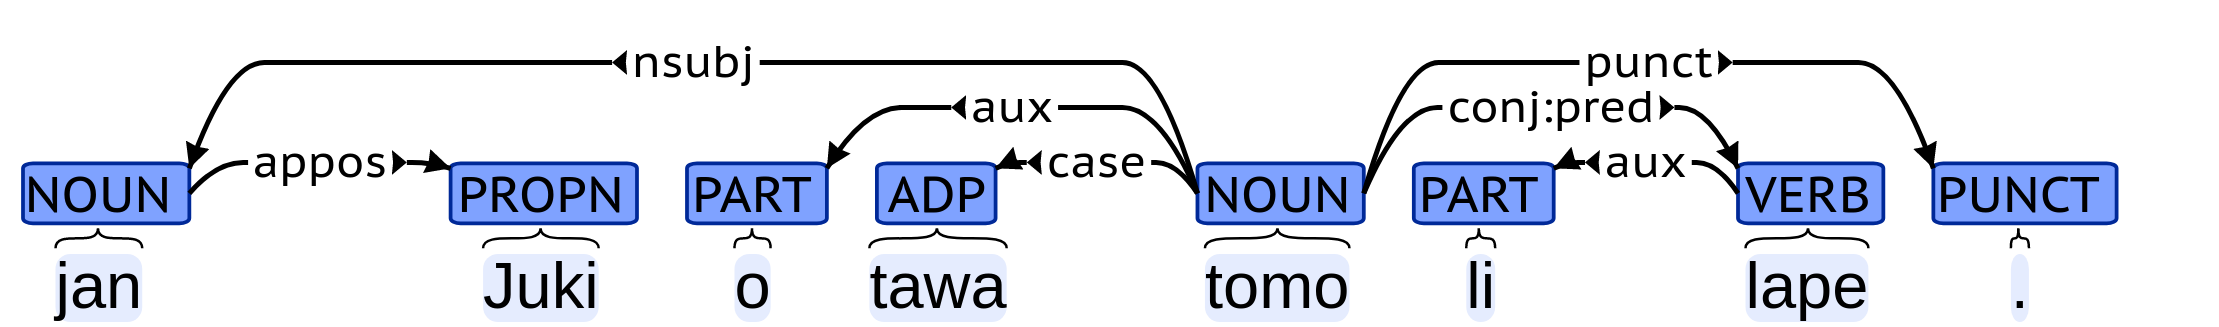 nsubj punct
aux conj:pred
appos case aux
NOUN PROPN PART ADP NOUN PART VERB PUNCT
jan Juki o tawa tomo li lape .